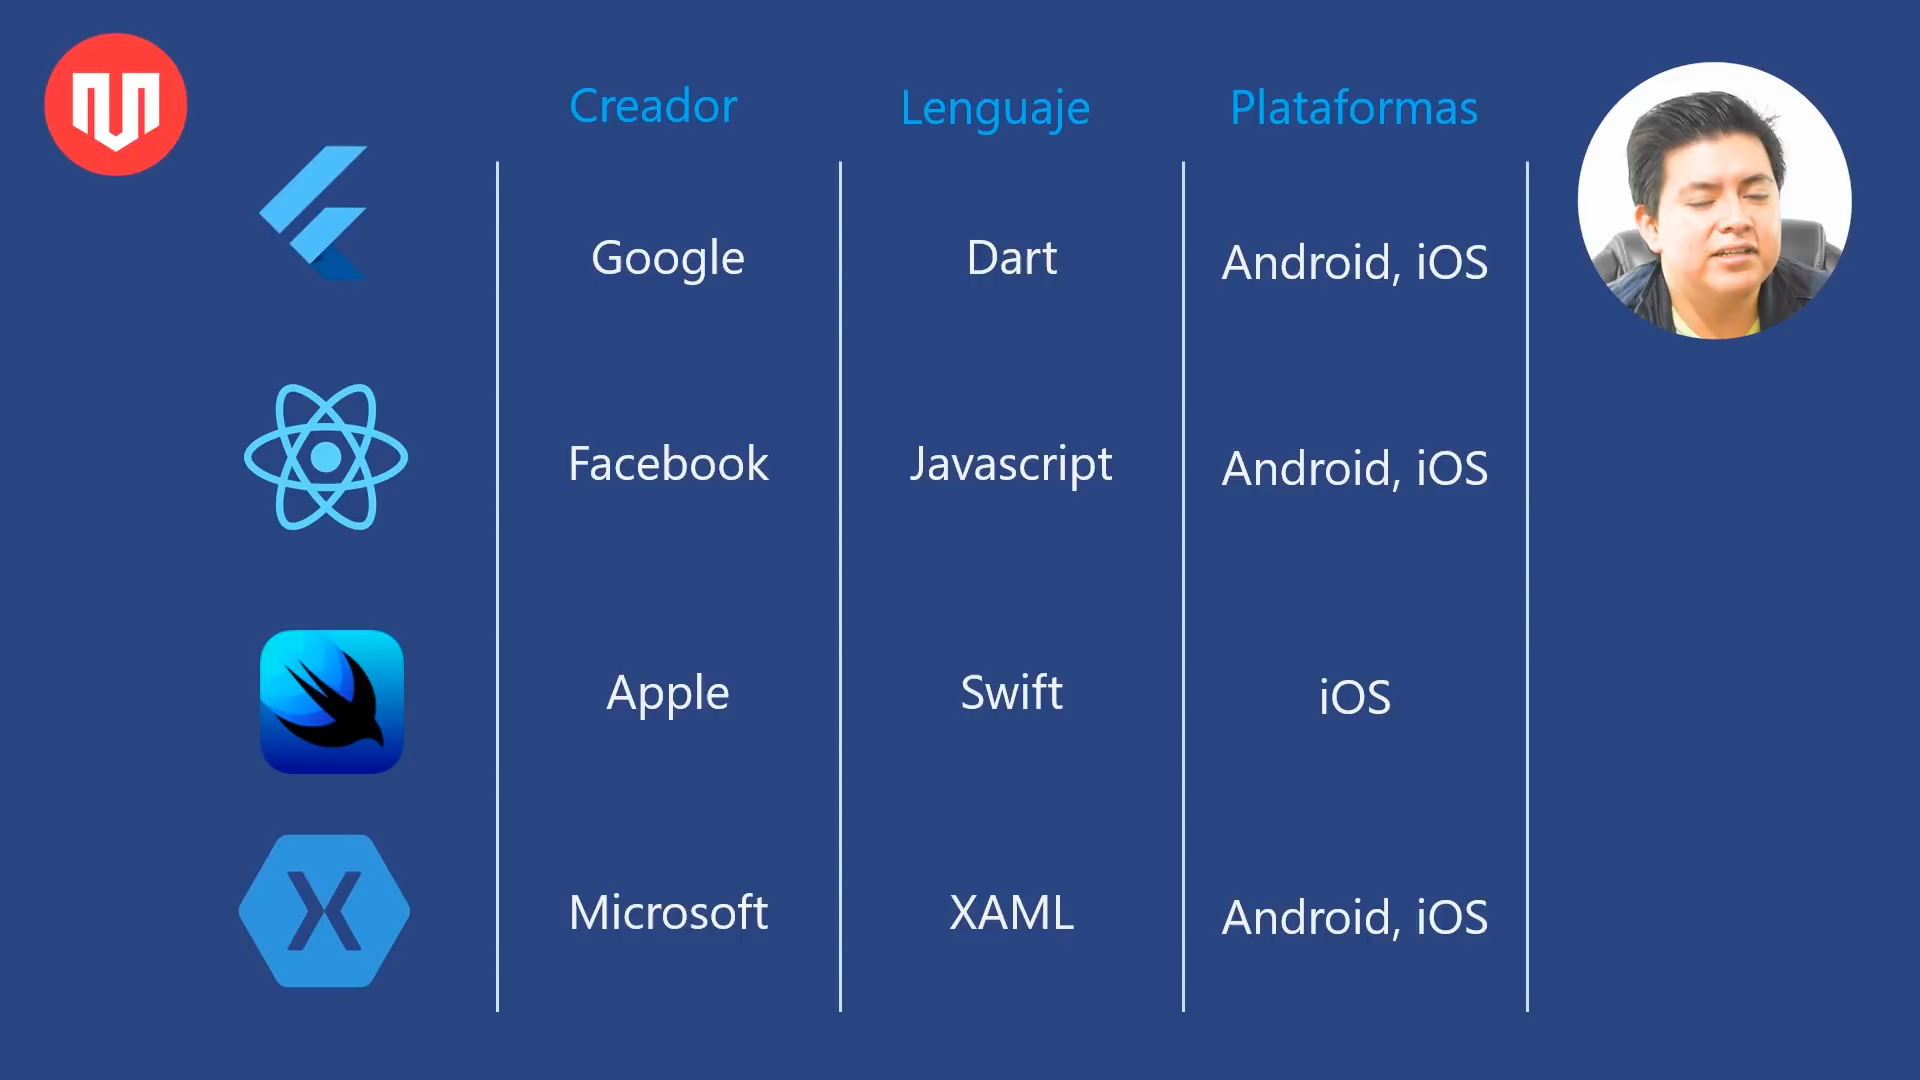 Creador Lenguaje Plataformas
Google Dart Android, iOS
Facebook Javascript Android, iOS
Apple Swift iOS
Microsoft XAML Android, iOS